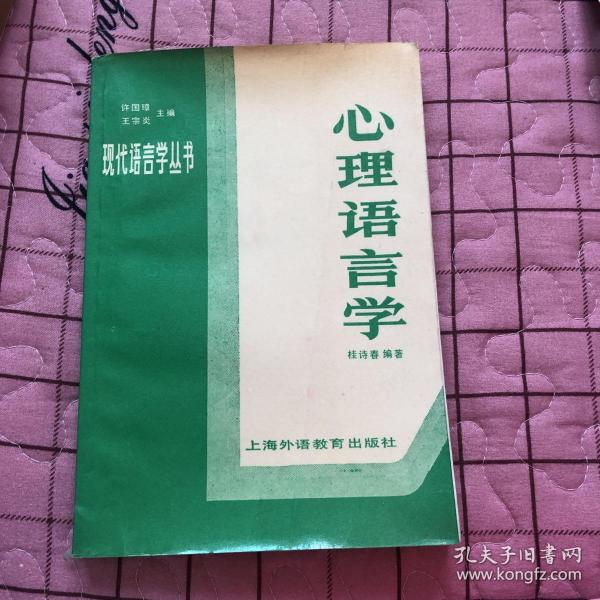 许国璋
王宗炎
主编
现代语言学丛书
心理语言学
桂诗春 编著
上海外语教育出版社
孔夫子旧书网
www.kongfz.com